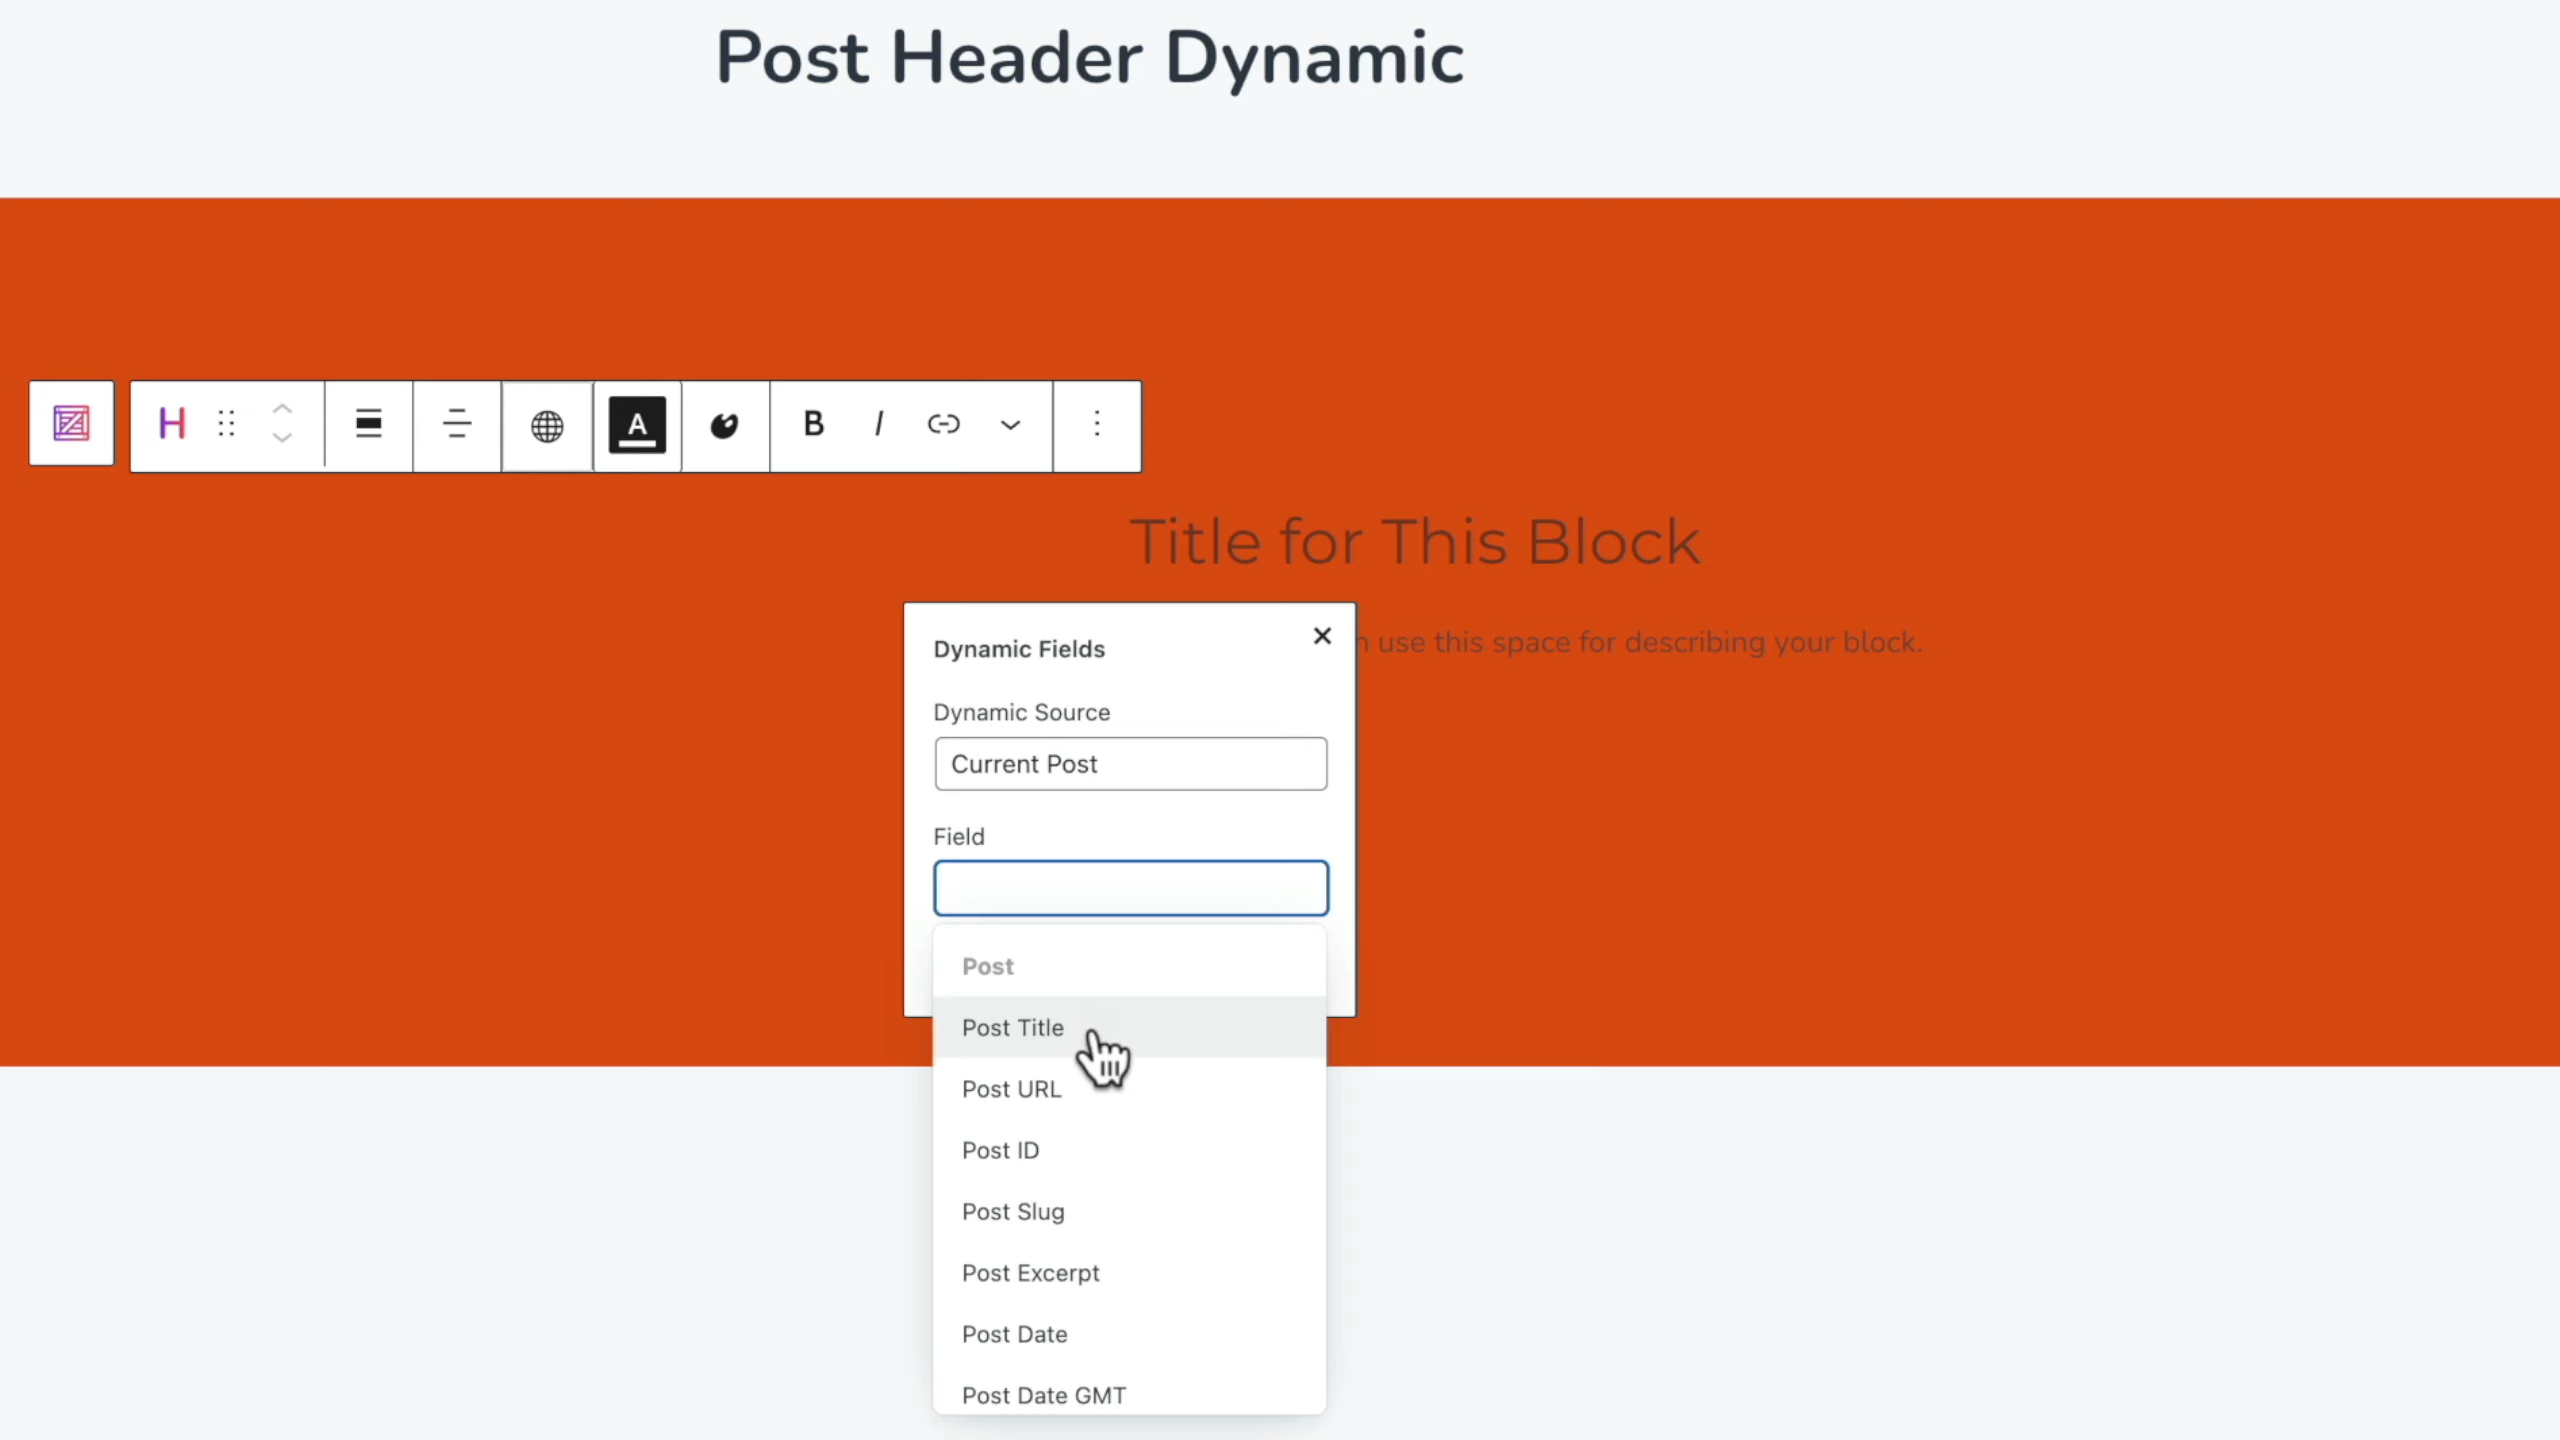 Post Header Dynamic
H
A
B I
Title for This Block
Dynamic Fields
use this space for describing your block.
Dynamic Source
Current Post
Field
Post
Post Title
Post URL
Post ID
Post Slug
Post Excerpt
Post Date
Post Date GMT